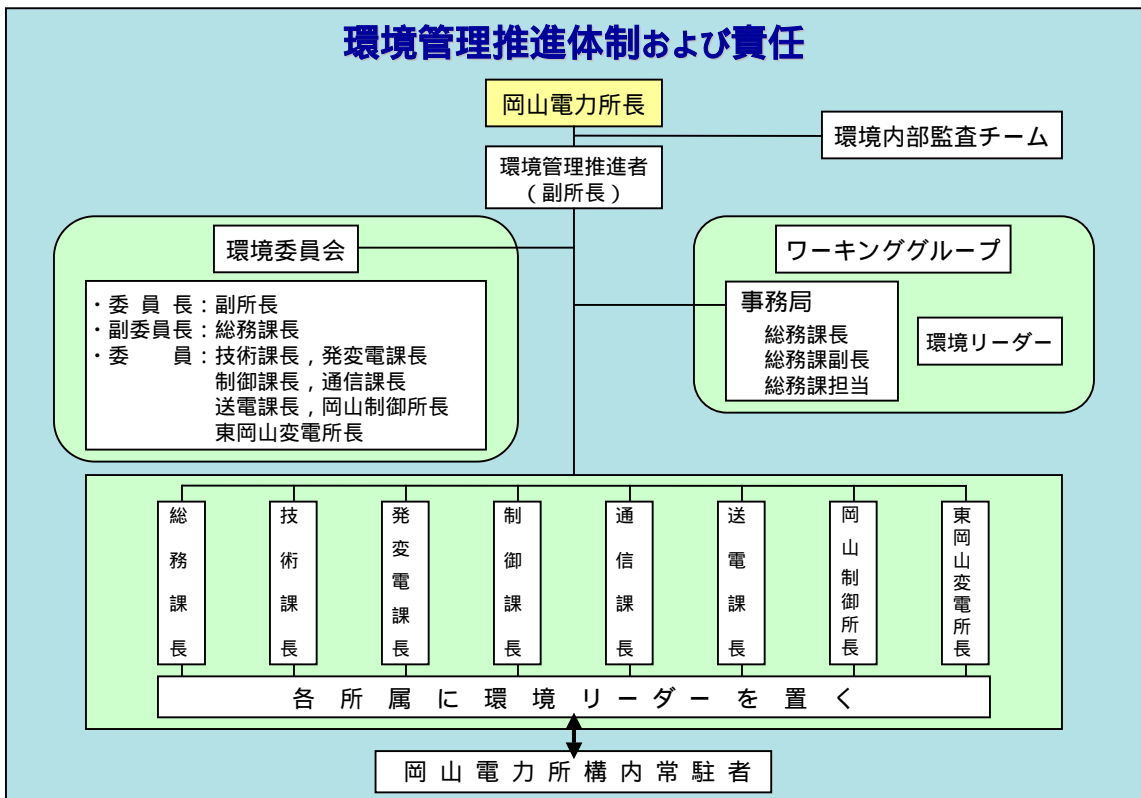 環境管理推進体制および責任
岡山電力所長
環境内部監査チーム
環境管理推進者
（副所長）
環境委員会
・委 員 長：副所長
・副委員長：総務課長
・委　　員：技術課長，発変電課長
制御課長，通信課長
送電課長，岡山制御所長
東岡山変電所長
ワーキンググループ
事務局
総務課長
総務課副長
総務課担当
環境リーダー
総務課長
技術課長
発変電課長
制御課長
通信課長
送電課長
岡山制御所長
東岡山変電所長
各所属に環境リーダーを置く
岡山電力所構内常駐者